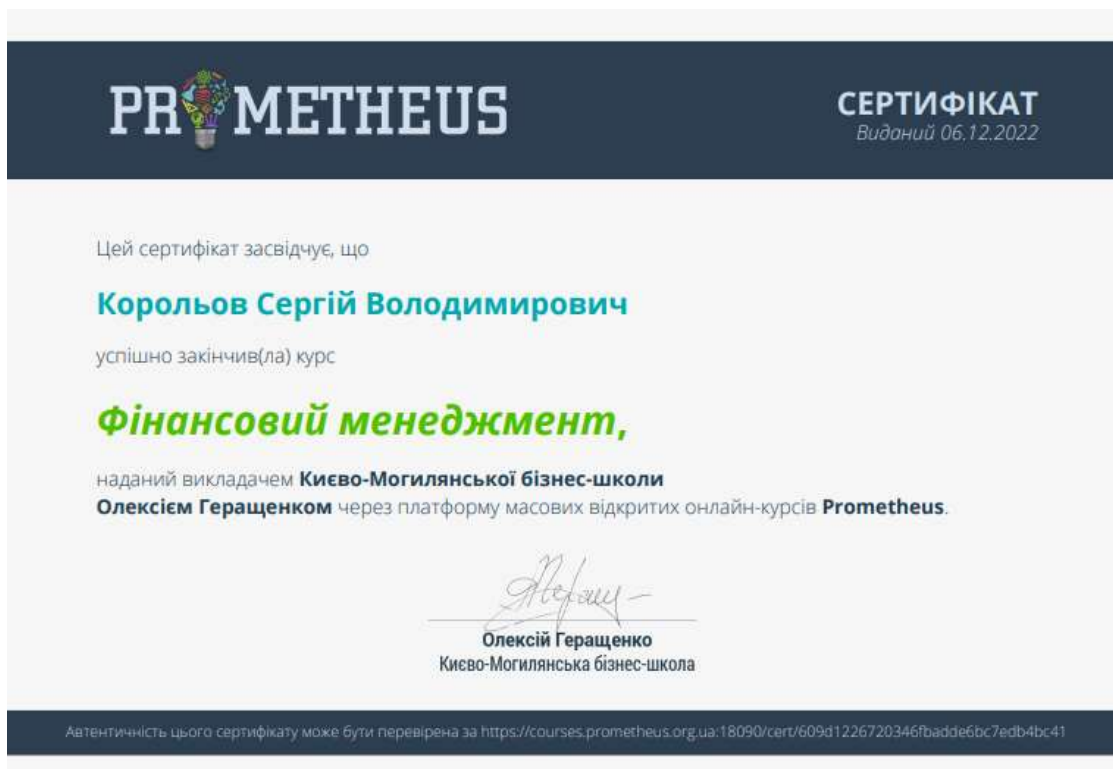 PROMETHEUS
СЕРТИФІКАТ
Виданий 06.12.2022
Цей сертифікат засвідчує, що
Корольов Сергій Володимирович
успішно закінчив(ла) курс
Фінансовий менеджмент,
наданий викладачем Києво-Могилянської бізнес-школи
Олексієм Геращенком через платформу масових відкритих онлайн-курсів Prometheus.
Олексій Геращенко
Києво-Могилянська бізнес-школа
Автентичність цього сертифікату може бути перевірена за https://courses.prometheus.org.ua:18090/cert/609d1226720346fbadde6bc7edb4bc41